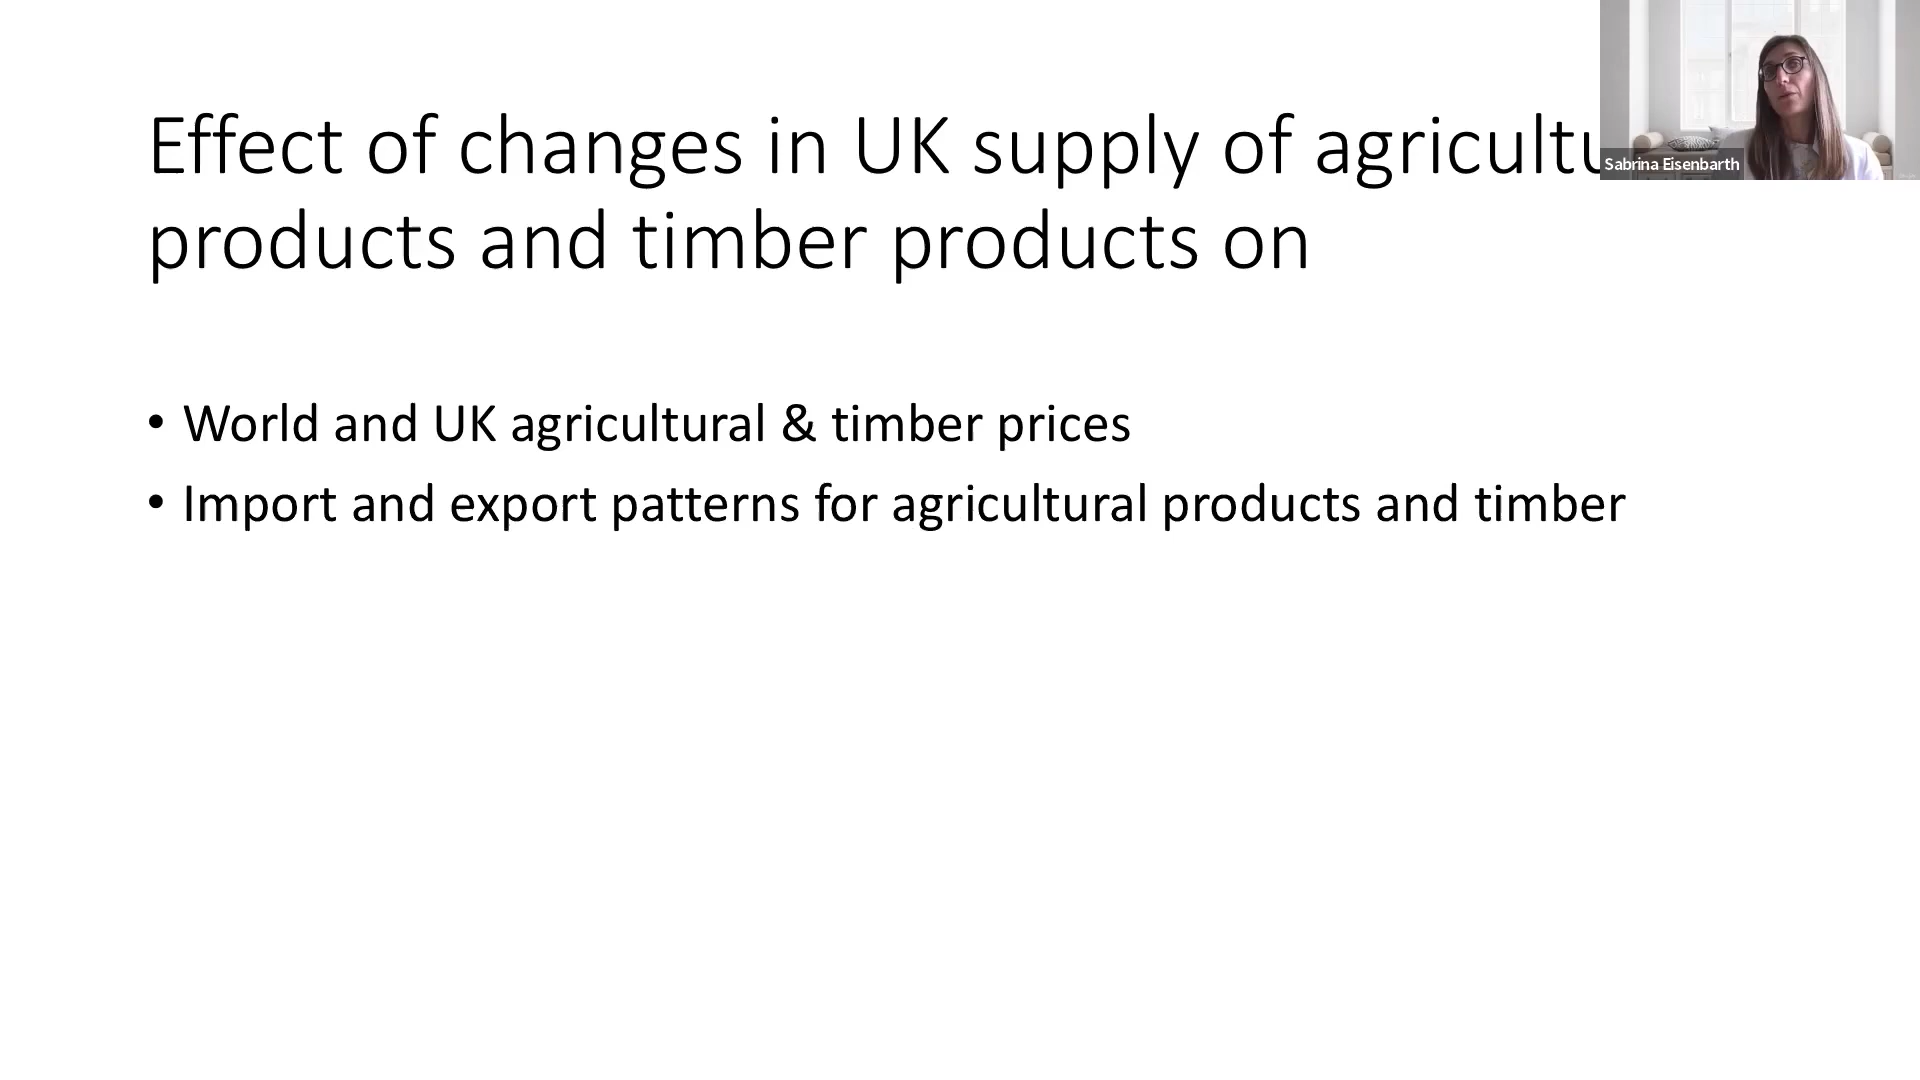 Effect of changes in UK supply of agricultu
products and timber products on
• World and UK agricultural & timber prices
• Import and export patterns for agricultural products and timber
Sabrina Eisenbarth